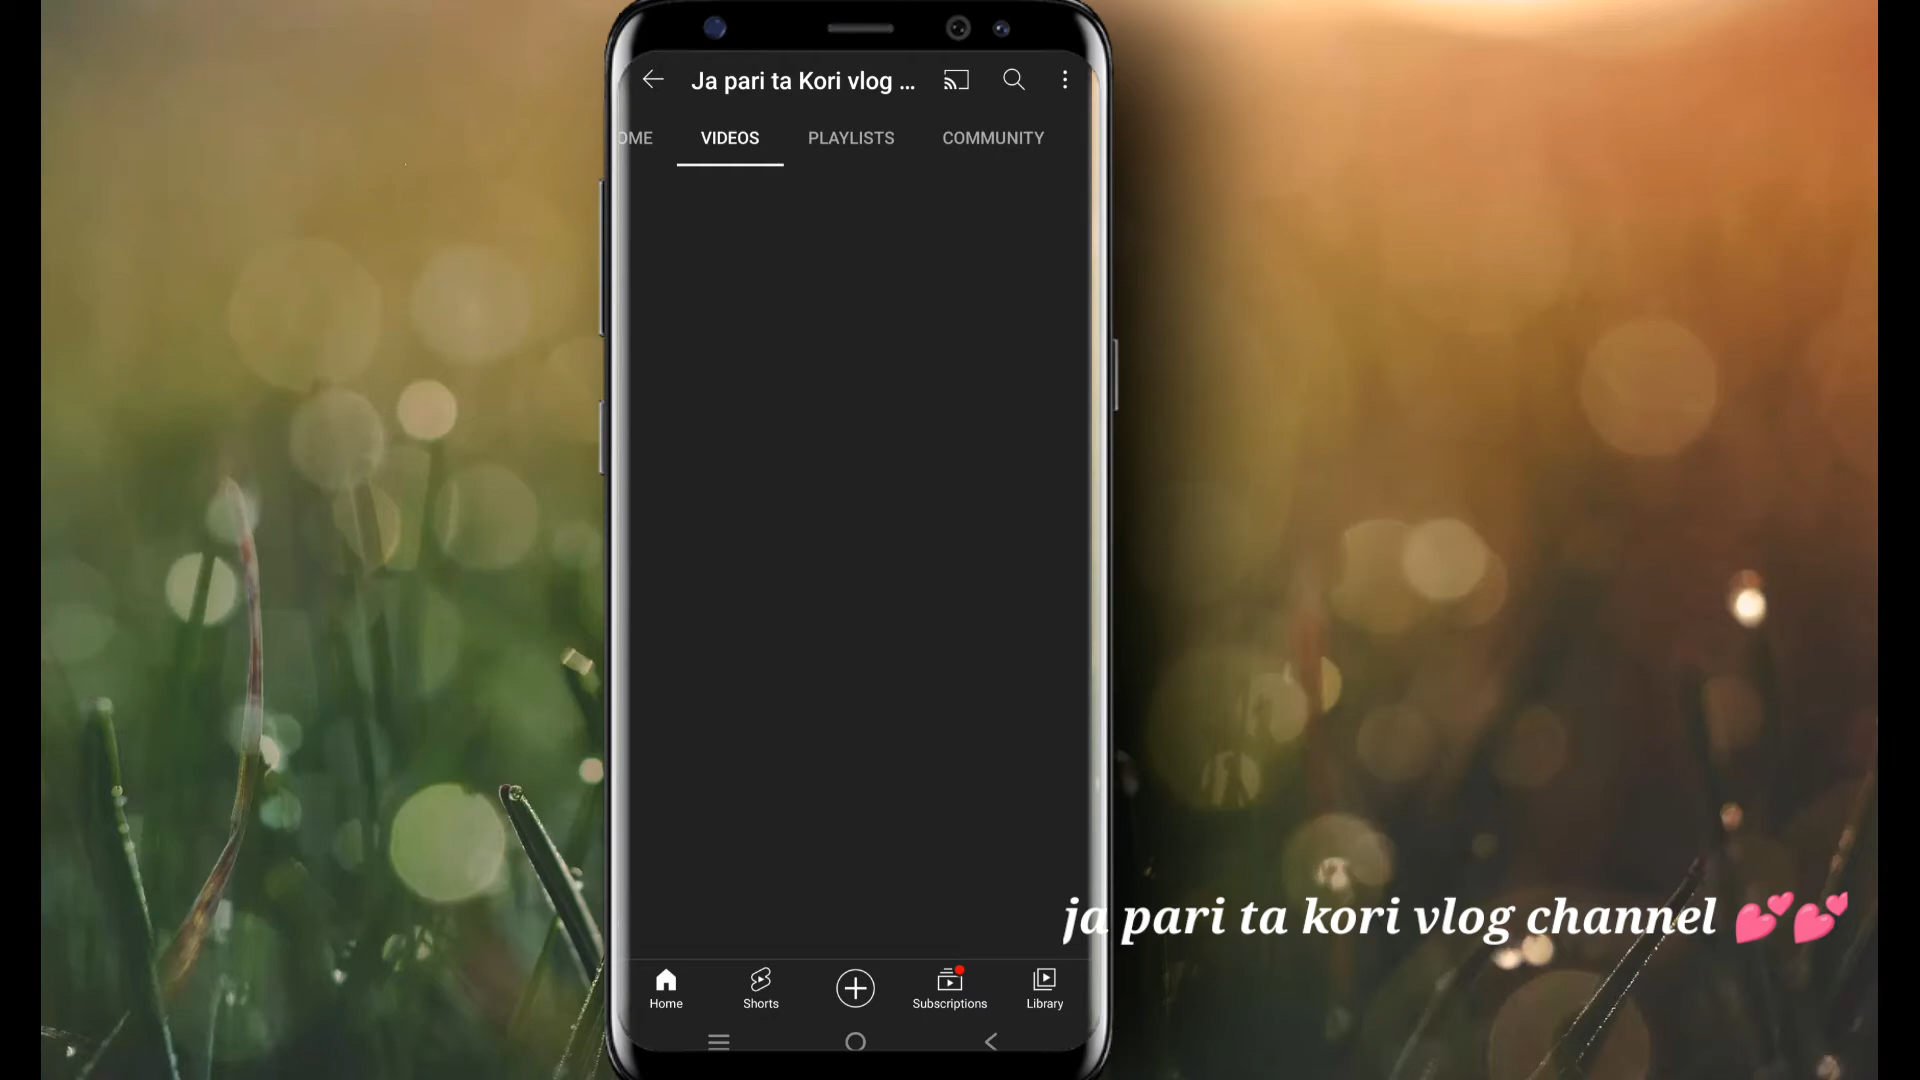 Ja pari ta Kori vlog ...
OME VIDEOS PLAYLISTS COMMUNITY
ja pari ta kori vlog channel 💕💕
Home Shorts Subscriptions Library